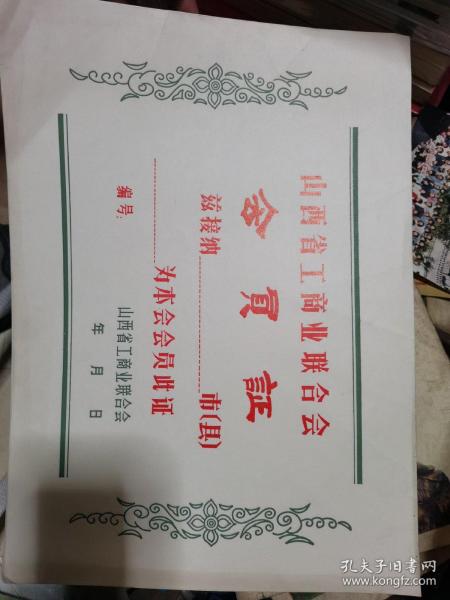 山西省工商业联合会
会员证
兹接纳 市(县)
为本会会员此证
编号:
山西省工商业联合会
年 月 日
孔夫子旧书网
www.kongfz.com